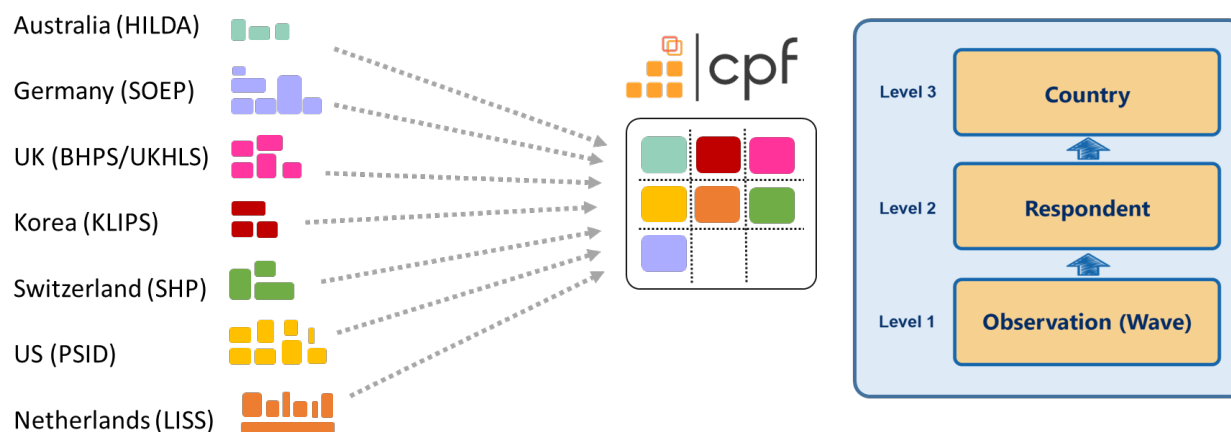 Australia (HILDA)
Germany (SOEP)
UK (BHPS/UKHLS)
Korea (KLIPS)
Switzerland (SHP)
US (PSID)
Netherlands (LISS)
cpf
Level 3
Country
Level 2
Respondent
Level 1
Observation (Wave)